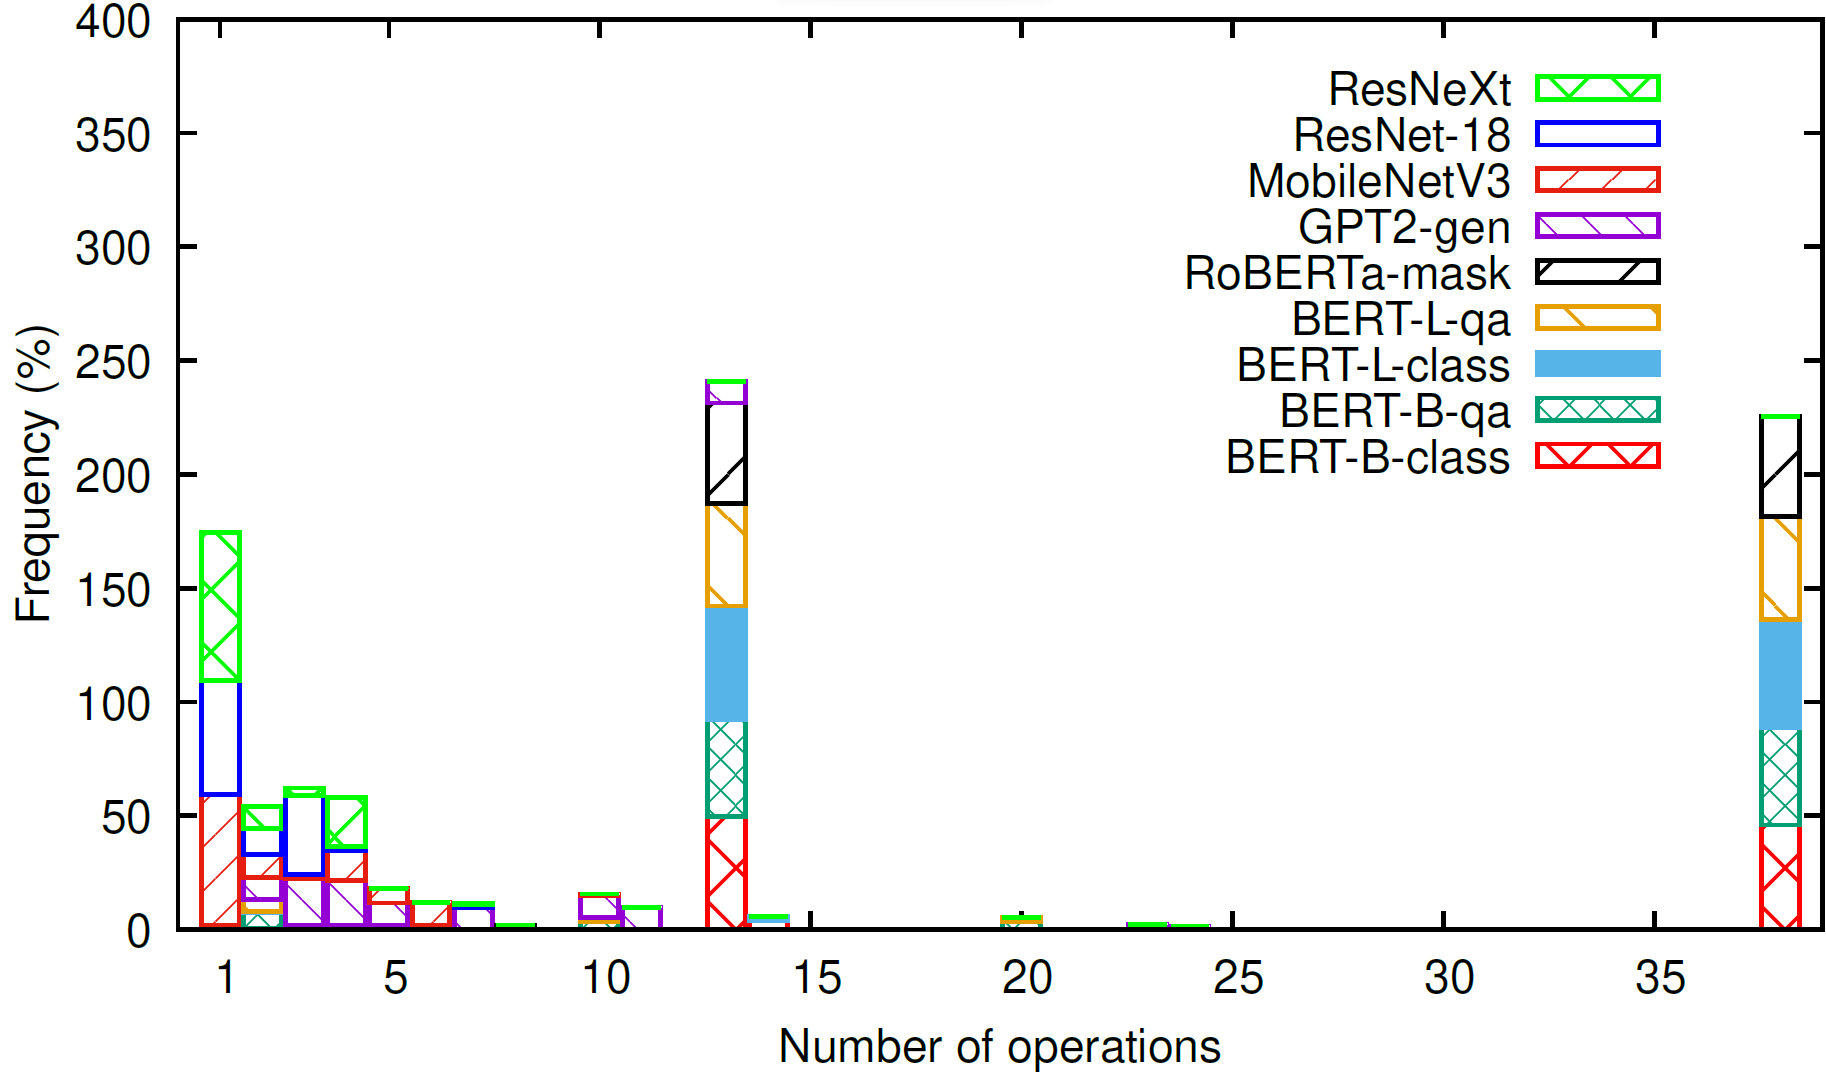 400
350
300
250
200
150
100
50
0
Frequency (%)
ResNeXt
ResNet-18
MobileNetV3
GPT2-gen
RoBERTa-mask
BERT-L-qa
BERT-L-class
BERT-B-qa
BERT-B-class
1 5 10 15 20 25 30 35
Number of operations